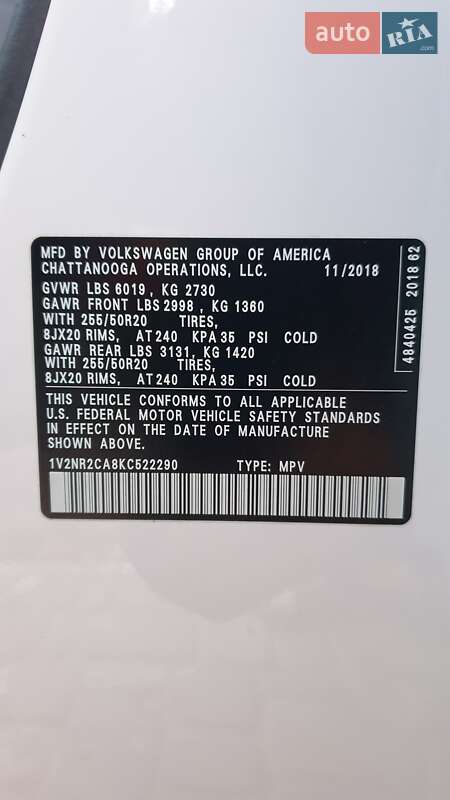 auto RIA .com
MFD BY VOLKSWAGEN GROUP OF AMERICA
CHATTANOOGA OPERATIONS, LLC. 11/2018
GVWR LBS 6019 , KG 2730
GAWR FRONT LBS 2998 , KG 1360
WITH 255/50R20 TIRES,
8JX20 RIMS, AT 240 KPA 35 PSI COLD
GAWR REAR LBS 3131, KG 1420
WITH 255/50R20 TIRES,
8JX20 RIMS, AT 240 KPA 35 PSI COLD
THIS VEHICLE CONFORMS TO ALL APPLICABLE
U.S. FEDERAL MOTOR VEHICLE SAFETY STANDARDS
IN EFFECT ON THE DATE OF MANUFACTURE
SHOWN ABOVE.
1V2NR2CA8KC522290 TYPE: MPV
4840425 2018 62